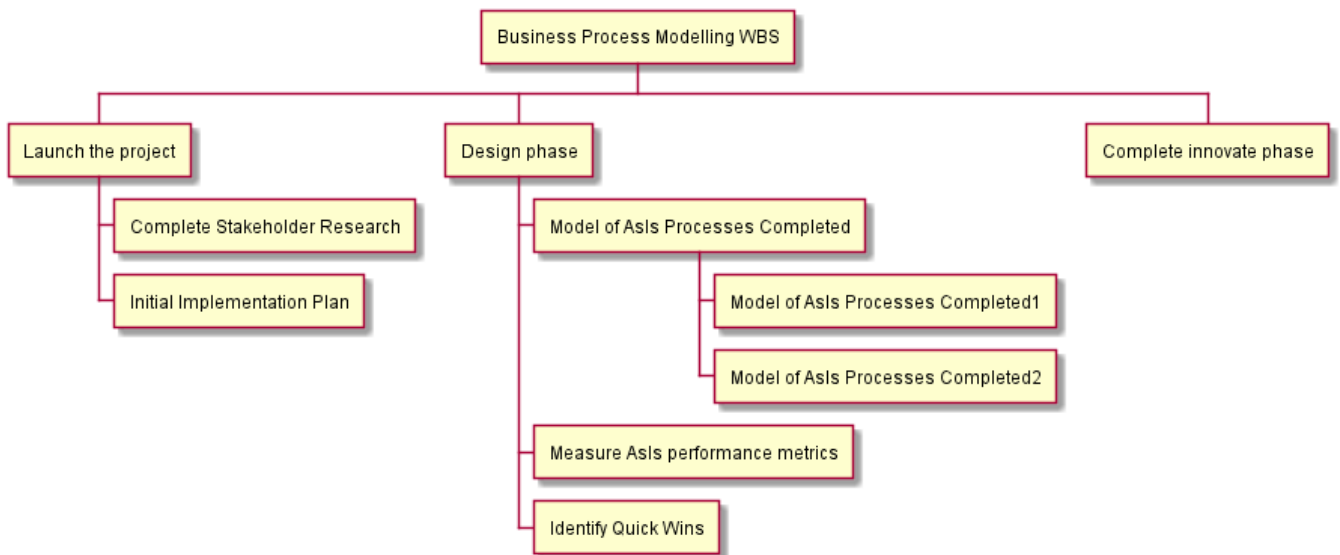 Business Process Modelling WBS
Launch the project
Design phase
Complete innovate phase
Complete Stakeholder Research
Model of AsIs Processes Completed
Initial Implementation Plan
Model of AsIs Processes Completed1
Model of AsIs Processes Completed2
Measure AsIs performance metrics
Identify Quick Wins